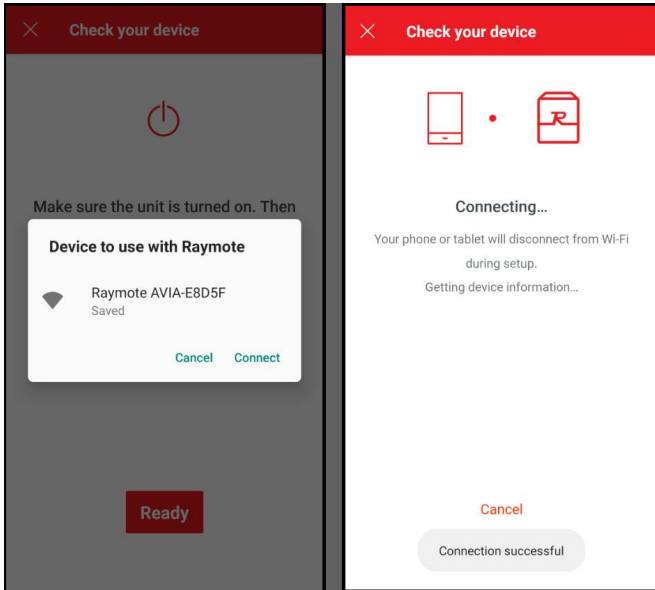 Check your device
Make sure the unit is turned on. Then
Device to use with Raymote
Raymote AVIA-E8D5F
Saved
Cancel Connect
Ready
Check your device
R
Connecting...
Your phone or tablet will disconnect from Wi-Fi
during setup.
Getting device information...
Cancel
Connection successful